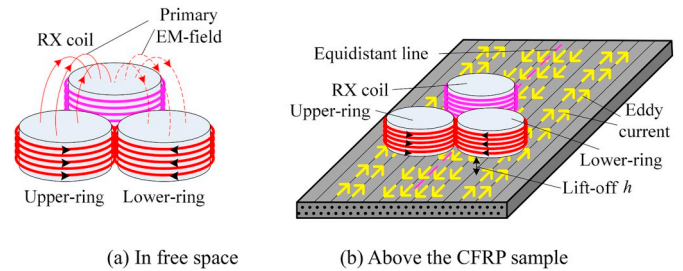 Primary
EM-field
RX coil
Upper-ring
Lower-ring
(a) In free space
Equidistant line
RX coil
Upper-ring
Eddy
current
Lower-ring
Lift-off h
(b) Above the CFRP sample